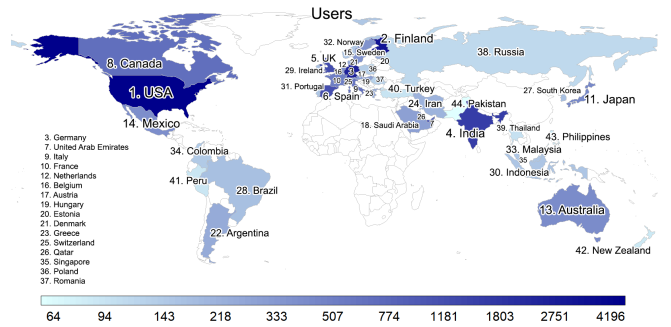 Users
32. Norway
2. Finland
15. Sweden
38. Russia
8. Canada
5. UK
12
21
20
29. Ireland
16
3
36
27. South Korea
1. USA
10
25
17
19
37
31. Portugal
6. Spain
9
23
40. Turkey
24. Iran
44. Pakistan
11. Japan
14. Mexico
26
7
18. Saudi Arabia
4. India
39. Thailand
43. Philippines
3. Germany
7. United Arab Emirates
9. Italy
10. France
12. Netherlands
16. Belgium
17. Austria
19. Hungary
20. Estonia
21. Denmark
23. Greece
25. Switzerland
26. Qatar
35. Singapore
36. Poland
37. Romania
34. Colombia
33. Malaysia
35
41. Peru
28. Brazil
30. Indonesia
13. Australia
22. Argentina
42. New Zealand
64 94 143 218 333 507 774 1181 1803 2751 4196